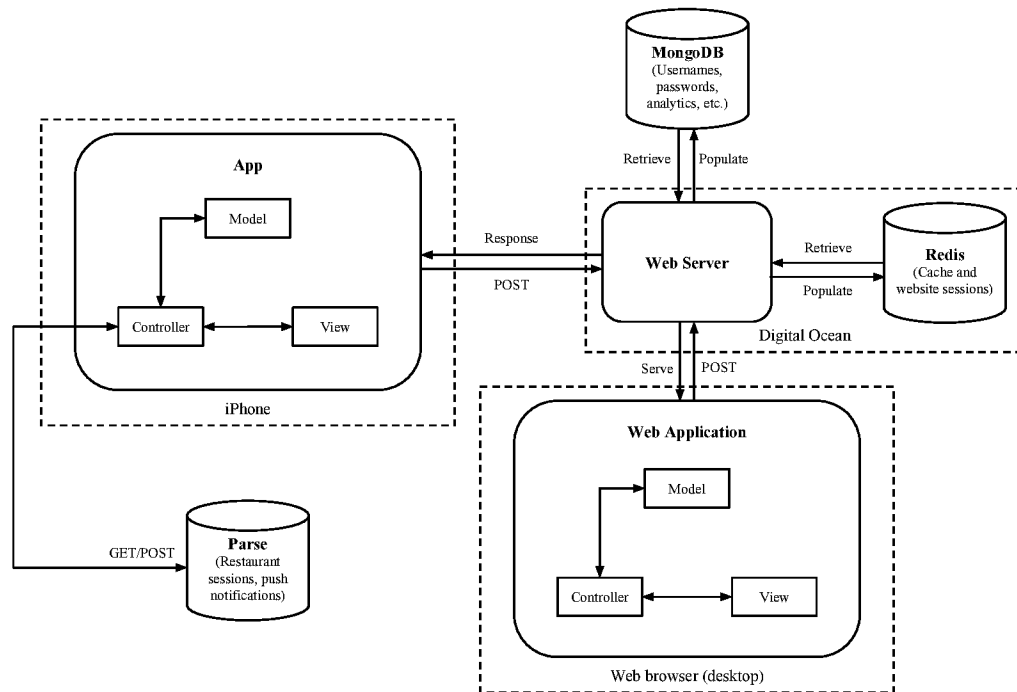 MongoDB
(Usernames,
passwords,
analytics, etc.)
Retrieve
Populate
App
Model
Controller
View
iPhone
Response
POST
Web Server
Retrieve
Populate
Redis
(Cache and
website sessions)
Digital Ocean
Serve
POST
Web Application
Model
Controller
View
Web browser (desktop)
GET/POST
Parse
(Restaurant
sessions, push
notifications)